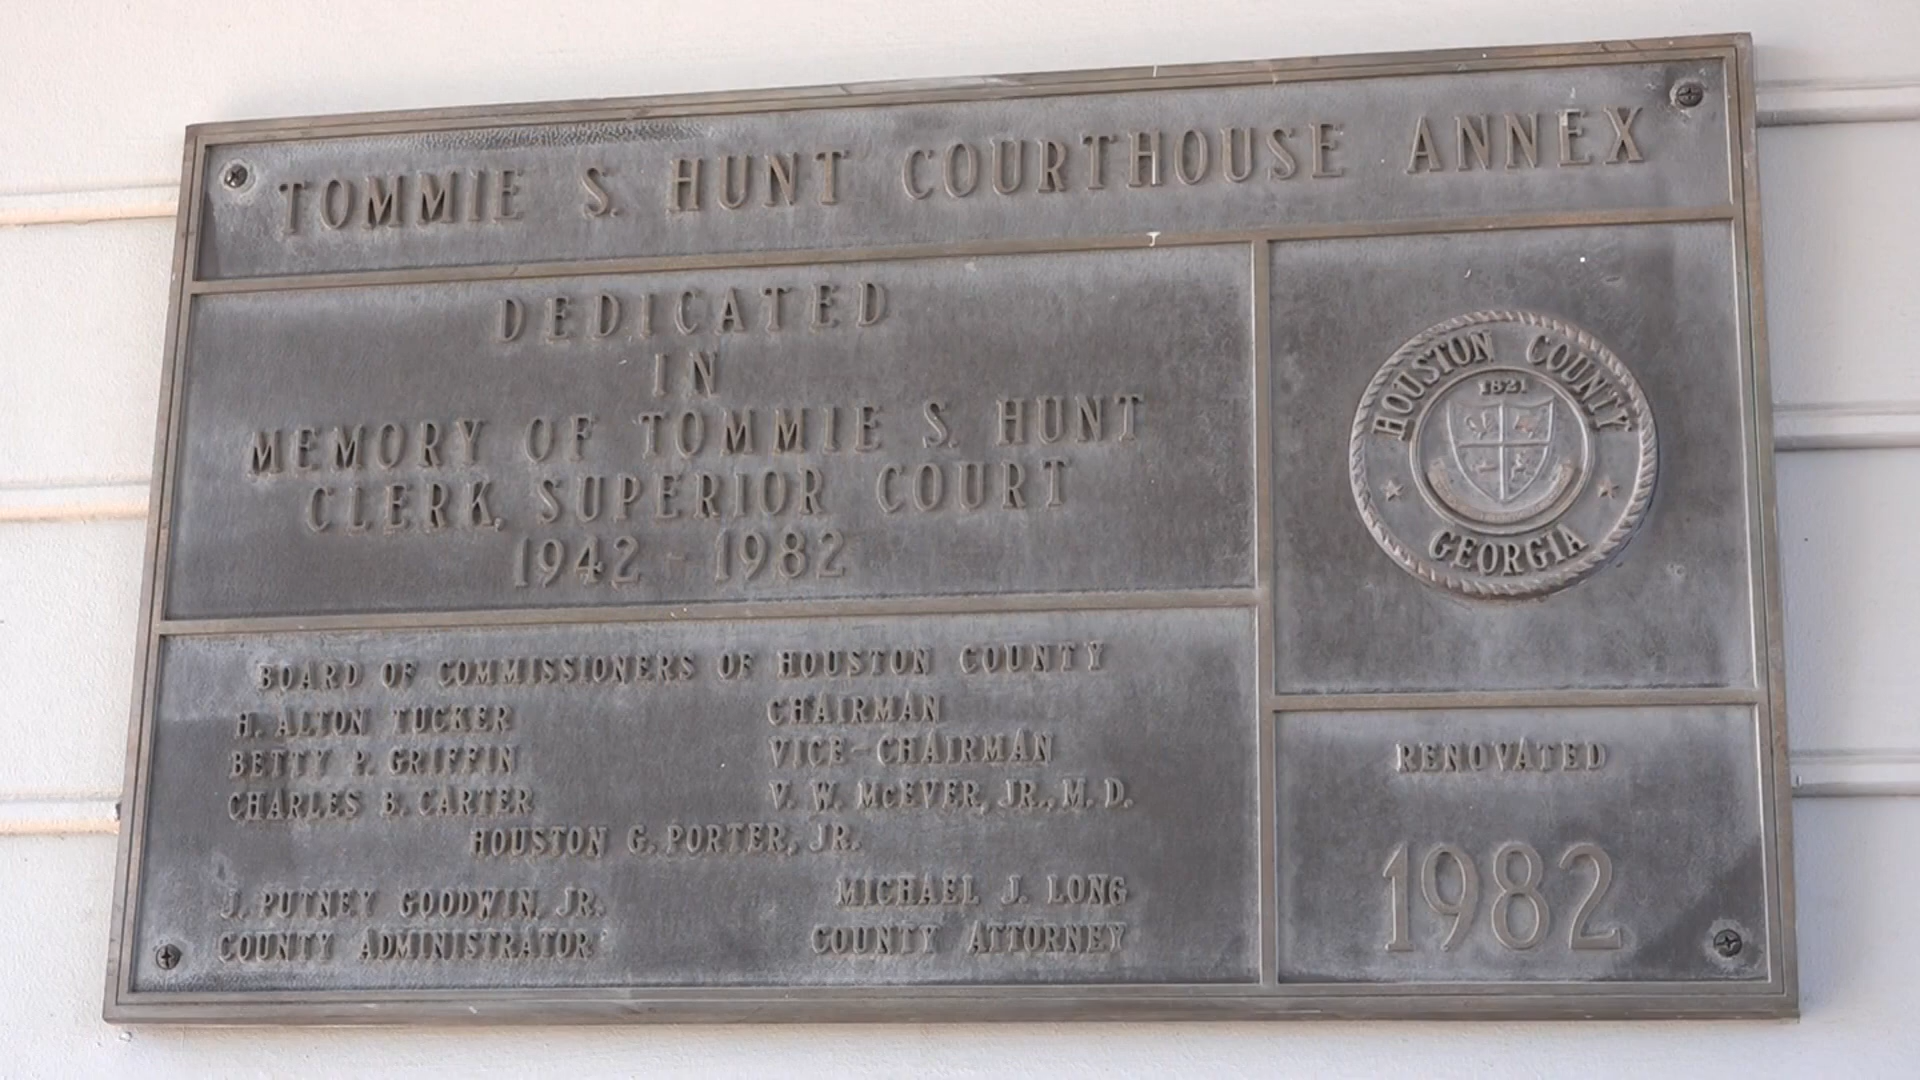 TOMMIE S. HUNT COURTHOUSE ANNEX
DEDICATED
IN
MEMORY OF TOMMIE S. HUNT
CLERK, SUPERIOR COURT
1942 - 1982
HOUSTON COUNTY
1821
GEORGIA
BOARD OF COMMISSIONERS OF HOUSTON COUNTY
H. ALTON TUCKER CHAIRMAN
BETTY P. GRIFFIN VICE-CHAIRMAN
CHARLES B. CARTER V. W. McEVER, JR., M. D.
HOUSTON G. PORTER, JR.
J. PUTNEY GOODWIN, JR. MICHAEL J. LONG
COUNTY ADMINISTRATOR COUNTY ATTORNEY
RENOVATED
1982